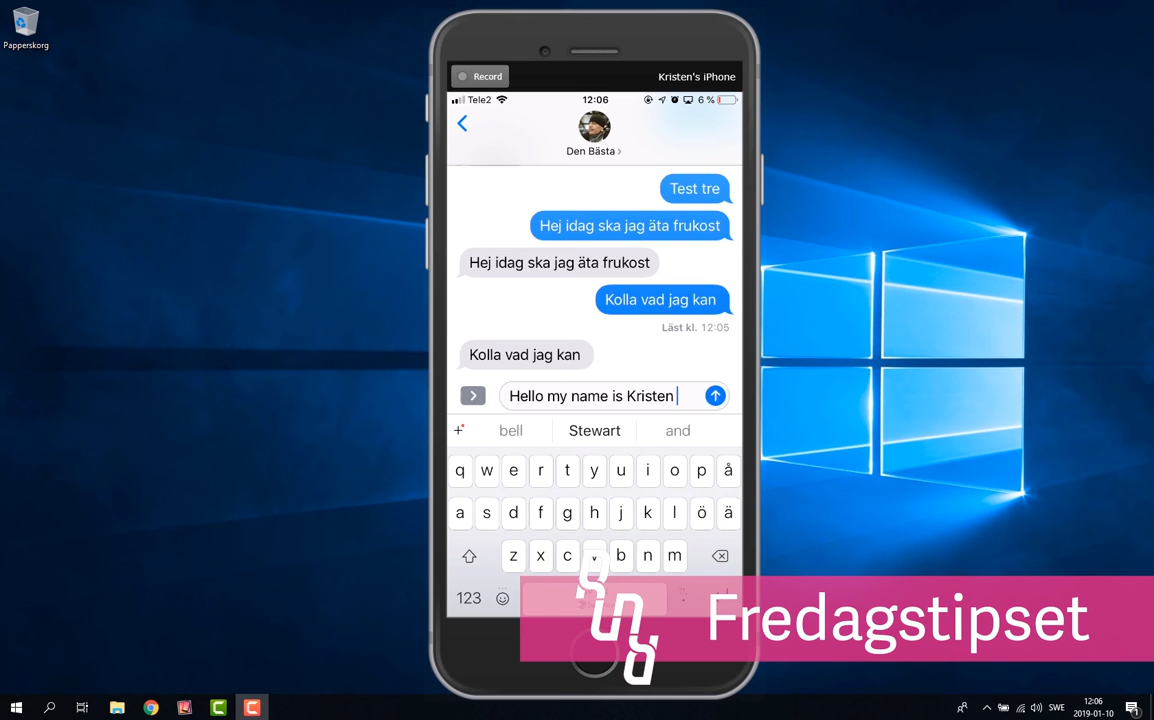 Papperskorg
Record
Kristen's iPhone
Tele2
12:06
6 %
Den Bästa
Test tre
Hej idag ska jag äta frukost
Hej idag ska jag äta frukost
Kolla vad jag kan
Läst kl. 12:05
Kolla vad jag kan
Hello my name is Kristen
bell Stewart and
q w e r t y u i o p å
a s d f g h j k l ö ä
z x c v b n m
123
Fredagstipset
SWE
12:06
2019-01-10
1